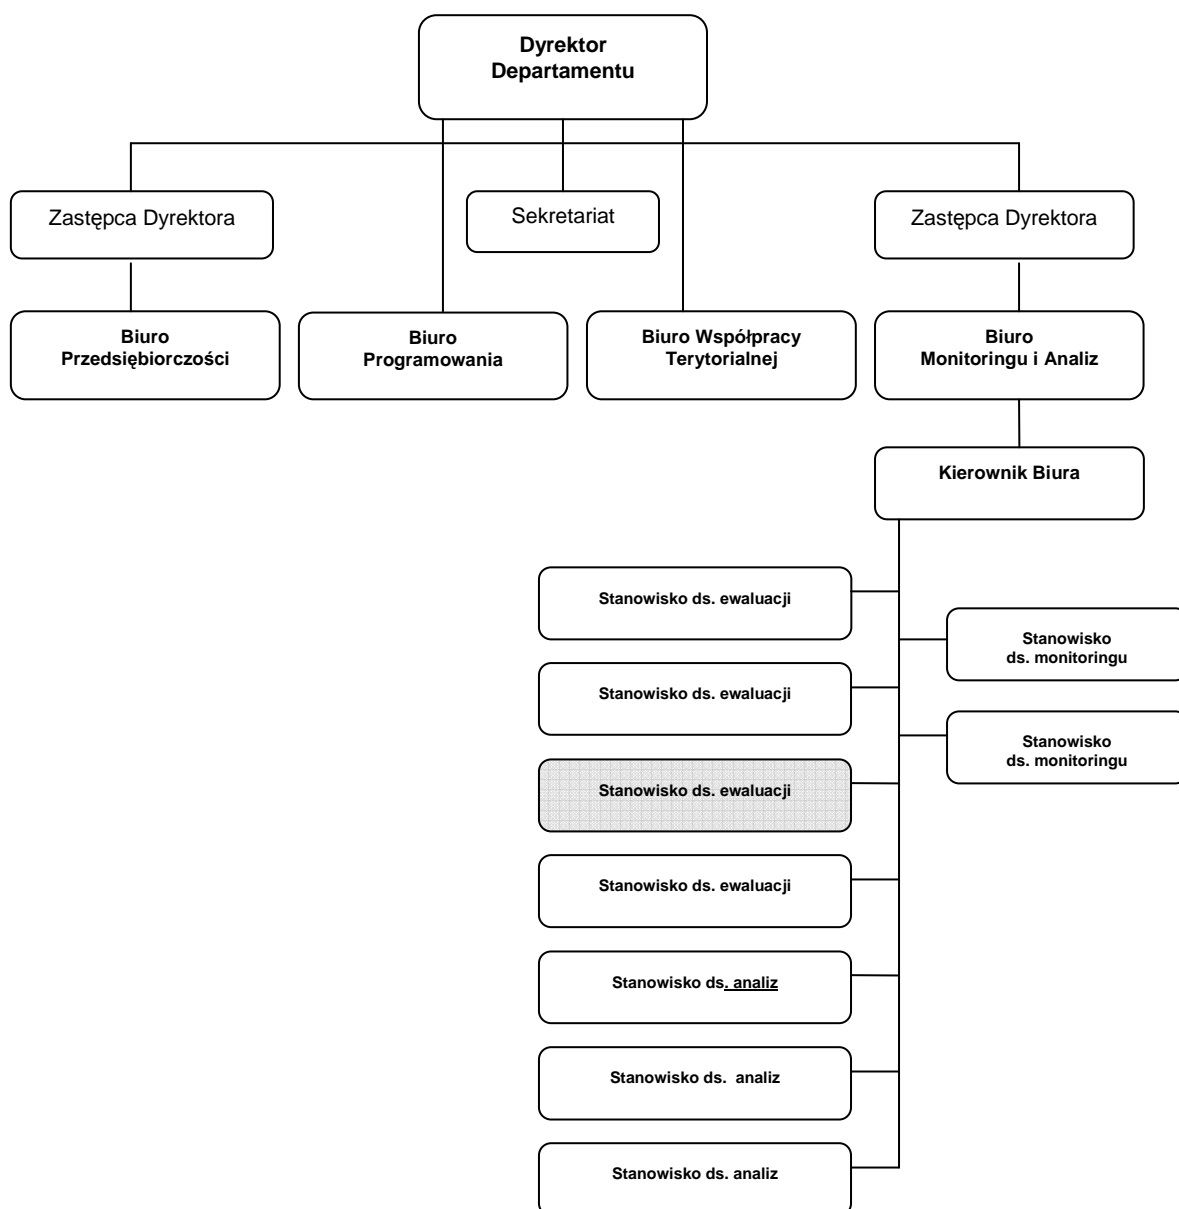 Dyrektor
Departamentu
Zastępca Dyrektora
Sekretariat
Zastępca Dyrektora
Biuro
Przedsiębiorczości
Biuro
Programowania
Biuro Współpracy
Terytorialnej
Biuro
Monitoringu i Analiz
Kierownik Biura
Stanowisko ds. ewaluacji
Stanowisko
ds. monitoringu
Stanowisko ds. ewaluacji
Stanowisko
ds. monitoringu
Stanowisko ds. ewaluacji
Stanowisko ds. ewaluacji
Stanowisko ds. analiz
Stanowisko ds.  analiz
Stanowisko ds. analiz